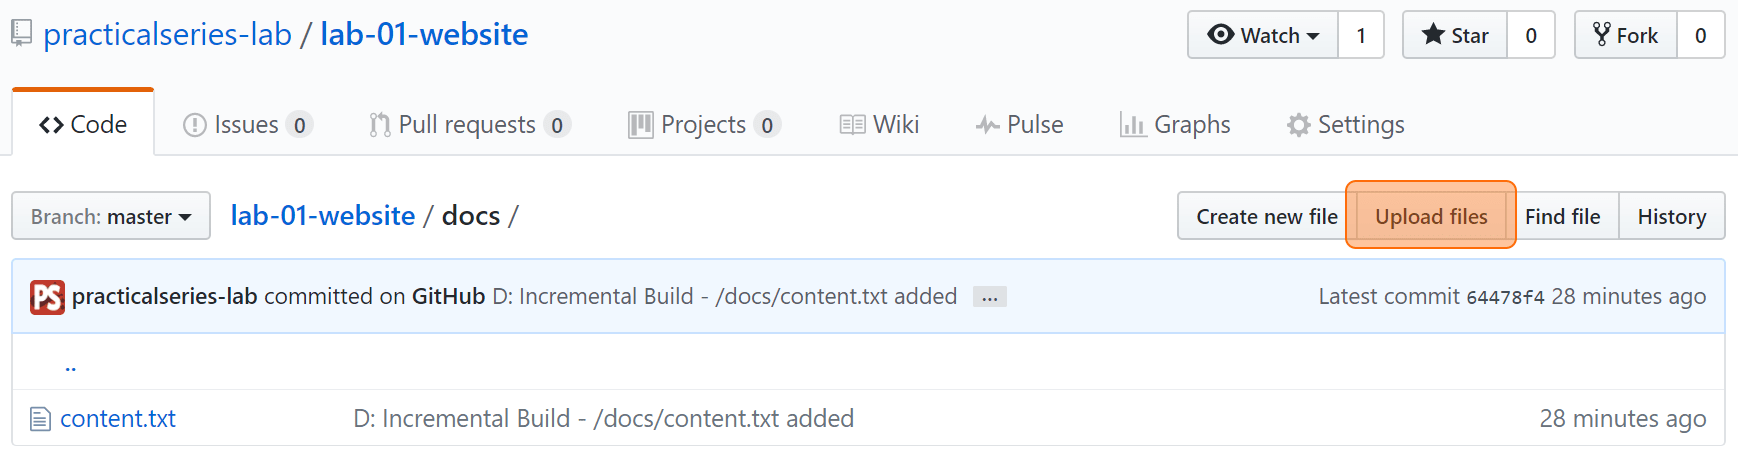 practicalseries-lab / lab-01-website Watch 1 Star 0 Fork 0
Code Issues 0 Pull requests 0 Projects 0 Wiki Pulse Graphs Settings
Branch: master lab-01-website / docs / Create new file Upload files Find file History
PS practicalseries-lab committed on GitHub D: Incremental Build - /docs/content.txt added ... Latest commit 64478f4 28 minutes ago
..
content.txt D: Incremental Build - /docs/content.txt added 28 minutes ago